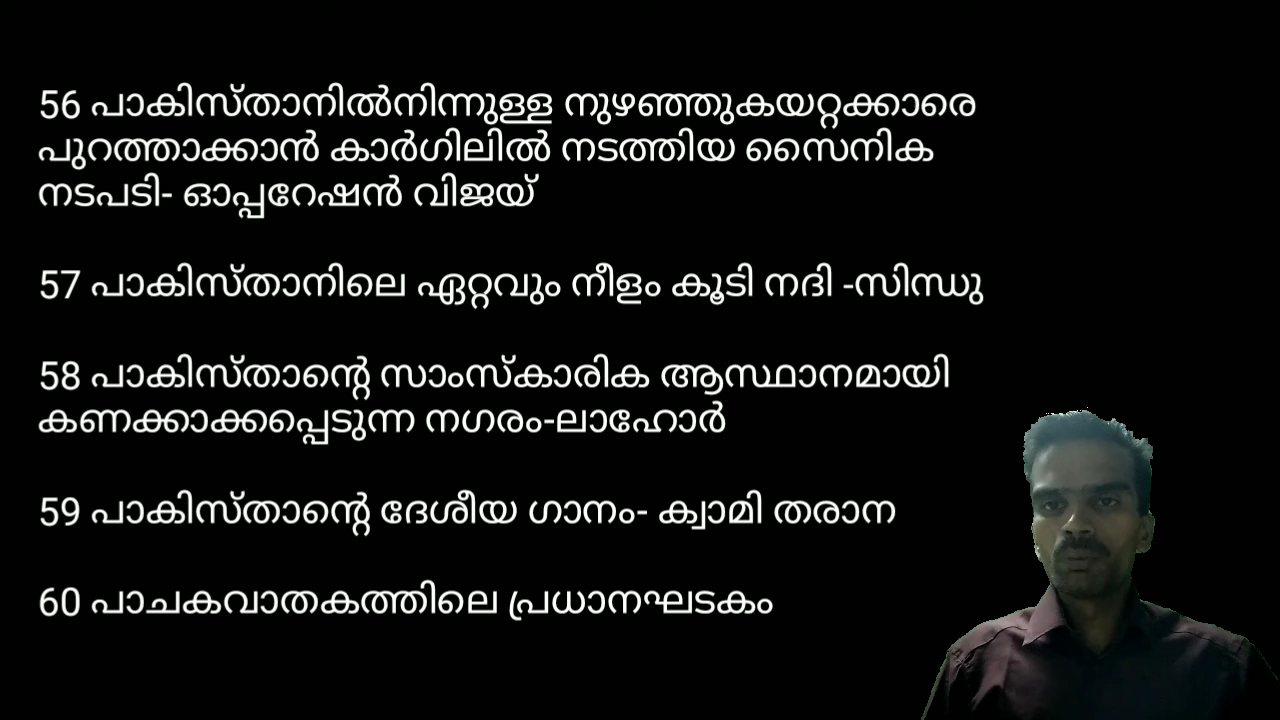 56 പാകിസ്താനിൽനിന്നുള്ള നുഴഞ്ഞുകയറ്റക്കാരെ
പുറത്താക്കാൻ കാർഗിലിൽ നടത്തിയ സൈനിക
നടപടി- ഓപ്പറേഷൻ വിജയ്
57 പാകിസ്താനിലെ ഏറ്റവും നീളം കൂടി നദി -സിന്ധു
58 പാകിസ്താന്റെ സാംസ്കാരിക ആസ്ഥാനമായി
കണക്കാക്കപ്പെടുന്ന നഗരം-ലാഹോർ
59 പാകിസ്താന്റെ ദേശീയ ഗാനം- ക്വാമി തരാന
60 പാചകവാതകത്തിലെ പ്രധാനഘടകം